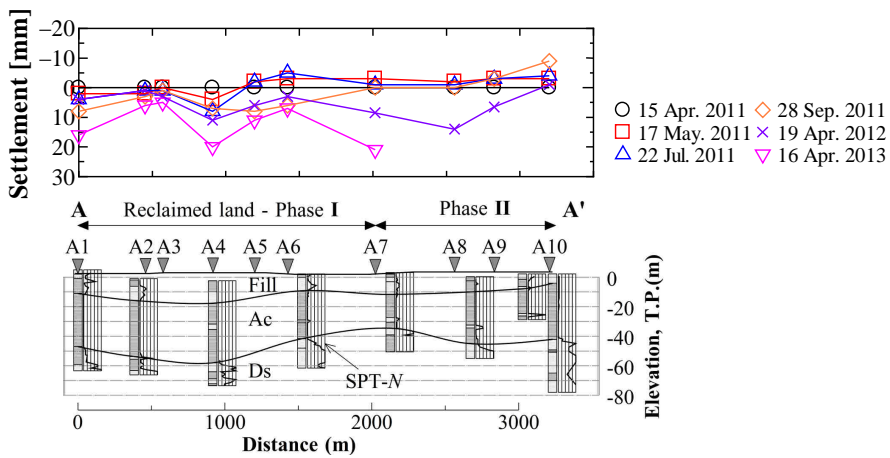 -20
-10
0
10
20
30
Settlement [mm]
15 Apr. 2011
28 Sep. 2011
17 May. 2011
19 Apr. 2012
22 Jul. 2011
16 Apr. 2013
A Reclaimed land - Phase I Phase II A'
A1 A2 A3 A4 A5 A6 A7 A8 A9 A10
Fill
Ac
Ds
SPT-N
0
-20
-40
-60
-80
Elevation, T.P.(m)
0 1000 2000 3000
Distance (m)